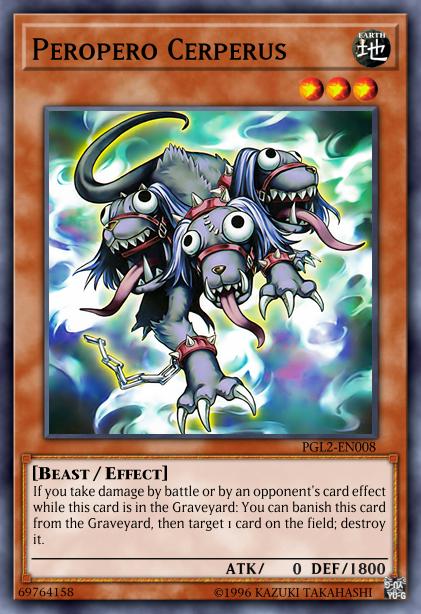 PEROPERO CERPERUS
EARTH
地
PGL2-EN008
[BEAST / EFFECT]
If you take damage by battle or by an opponent's card effect
while this card is in the Graveyard: You can banish this card
from the Graveyard, then target 1 card on the field; destroy
it.
ATK/ 0 DEF/1800
69764158
©1996 KAZUKI TAKAHASHI